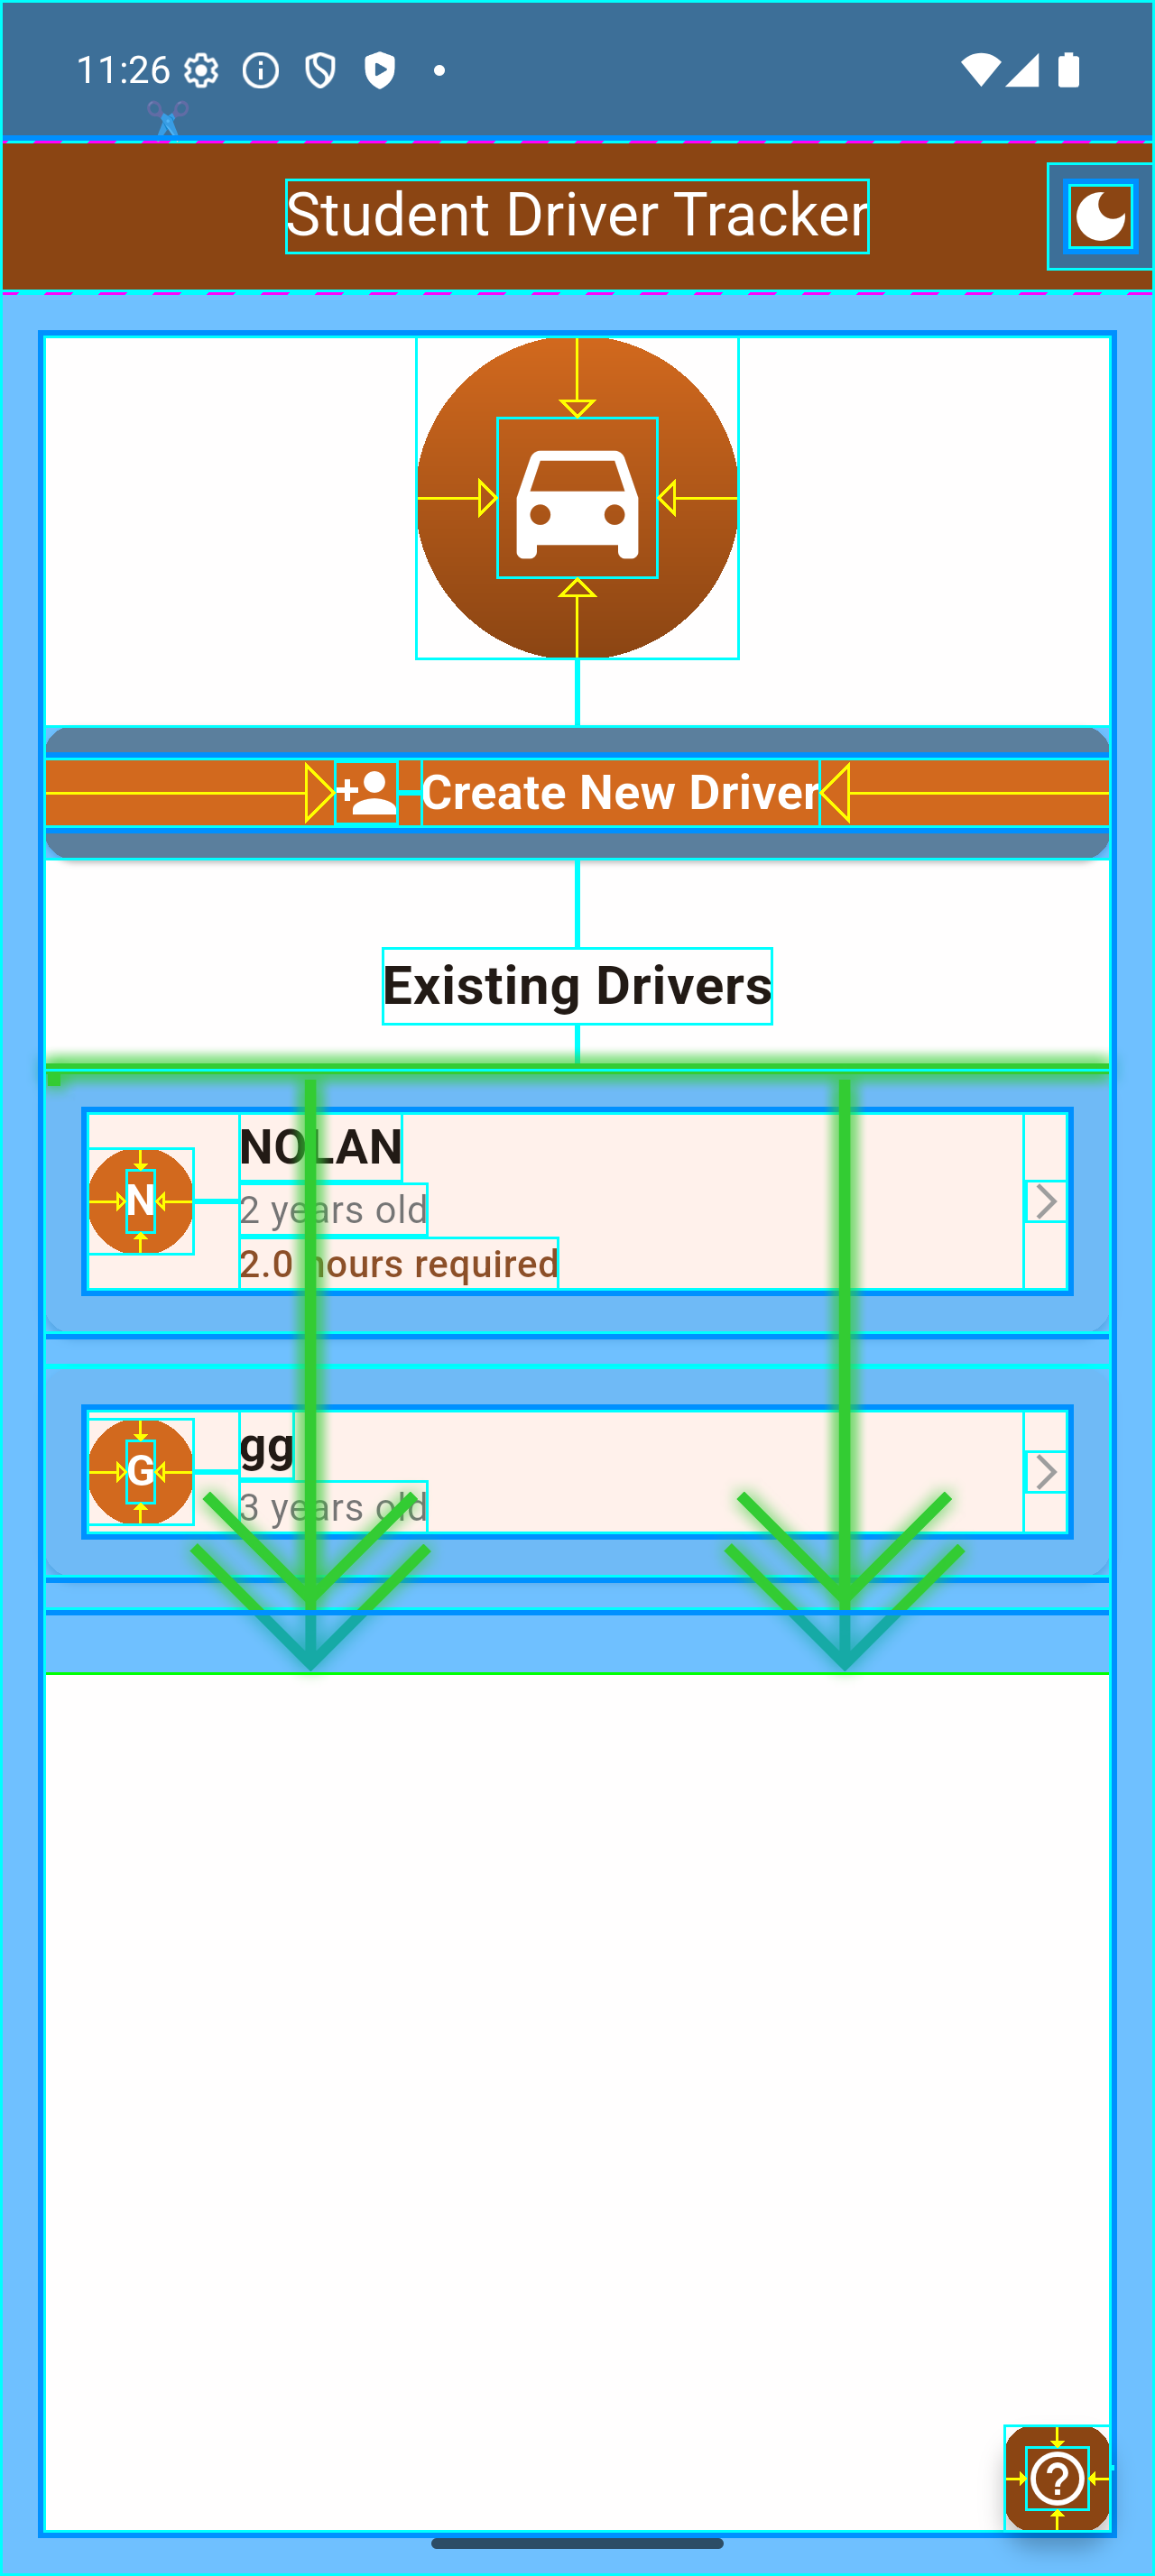 11:26
Student Driver Tracker
Create New Driver
Existing Drivers
N
NOLAN
2 years old
2.0 hours required
G
gg
3 years old